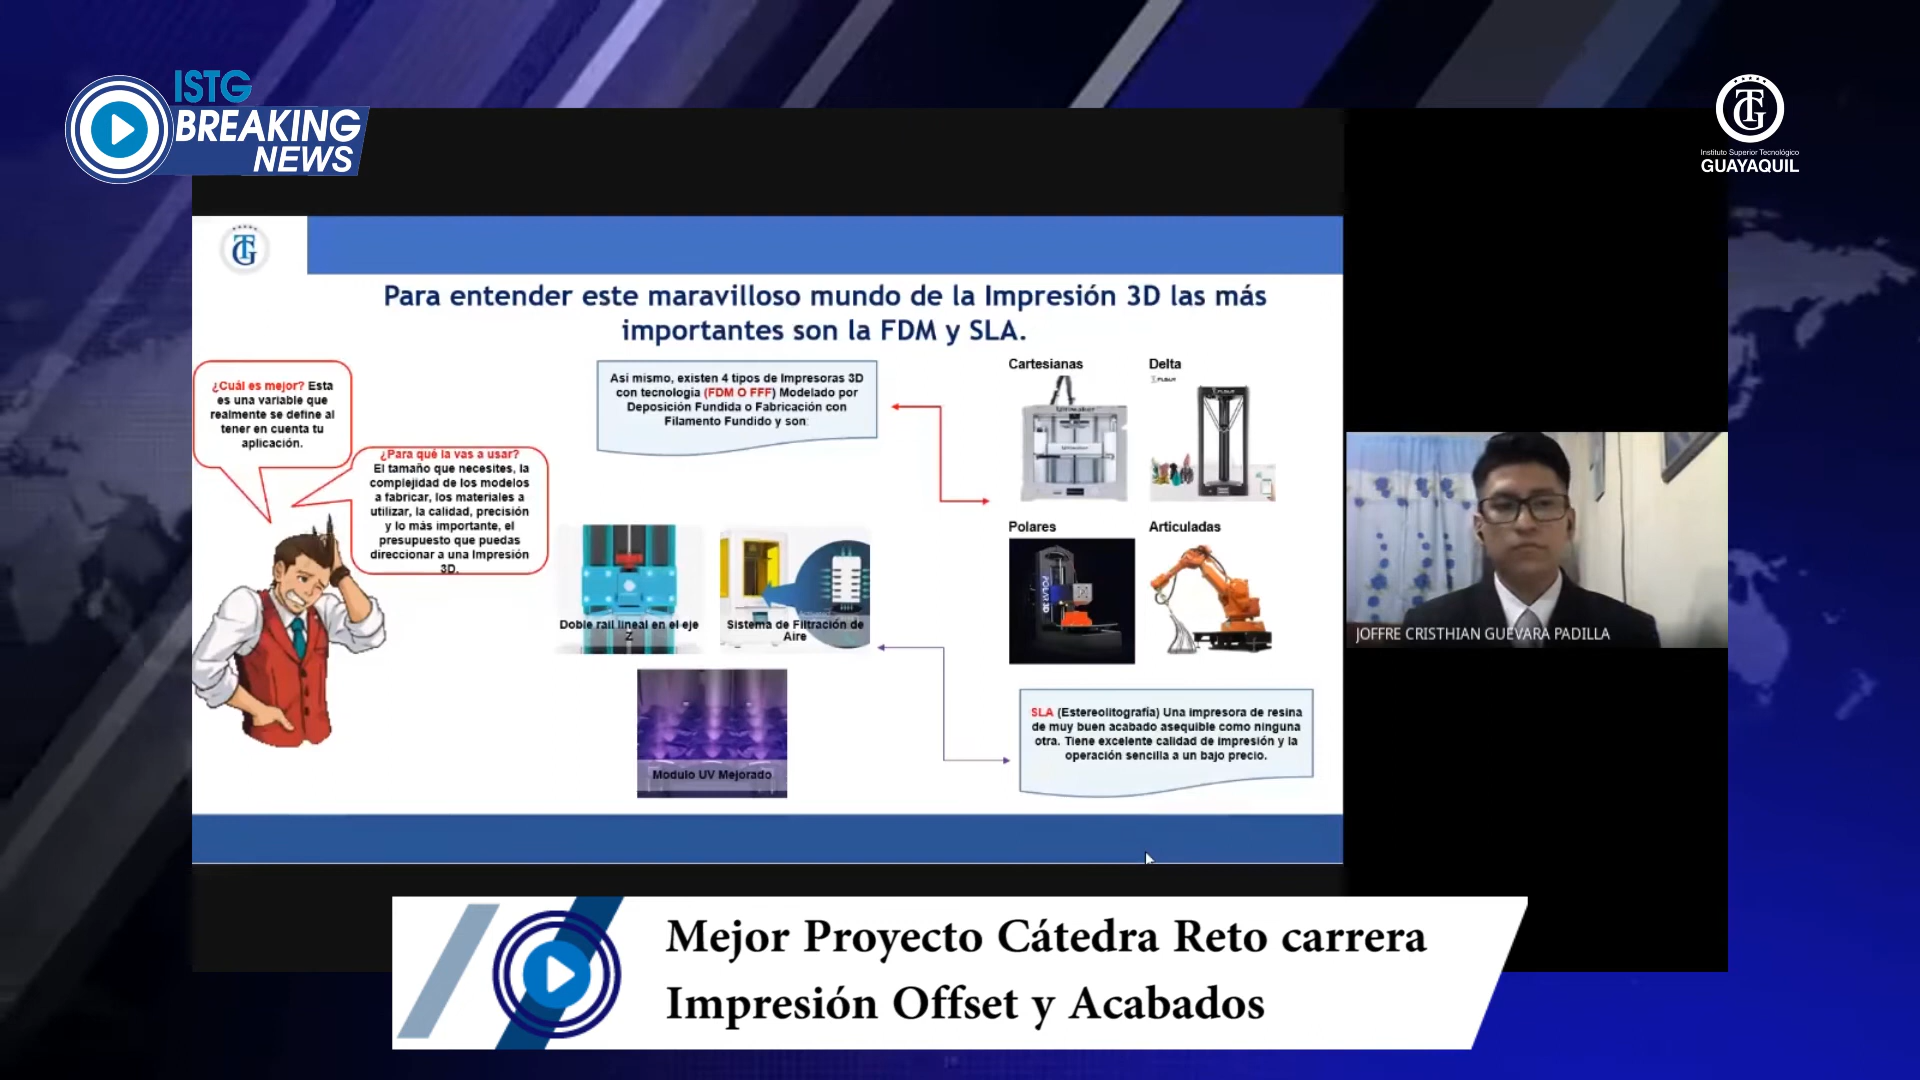 ISTG
BREAKING
NEWS
TG
Instituto Superior Tecnológico
GUAYAQUIL
TG
Para entender este maravilloso mundo de la Impresión 3D las más
importantes son la FDM y SLA.
¿Cuál es mejor? Esta
es una variable que
realmente se define al
tener en cuenta tu
aplicación.
¿Para qué la vas a usar?
El tamaño que necesites, la
complejidad de los modelos
a fabricar, los materiales a
utilizar, la calidad, precisión
y lo más importante, el
presupuesto que puedas
direccionar a una Impresión
3D.
Así mismo, existen 4 tipos de Impresoras 3D
con tecnología (FDM O FFF) Modelado por
Deposición Fundida o Fabricación con
Filamento Fundido y son:
Cartesianas
Delta
Polares
Articuladas
POLAR 3D
Doble rail lineal en el eje
Z
Sistema de Filtración de
Aire
Modulo UV Mejorado
SLA (Estereolitografía) Una impresora de resina
de muy buen acabado asequible como ninguna
otra. Tiene excelente calidad de impresión y la
operación sencilla a un bajo precio.
JOFFRE CRISTHIAN GUEVARA PADILLA
Mejor Proyecto Cátedra Reto carrera
Impresión Offset y Acabados